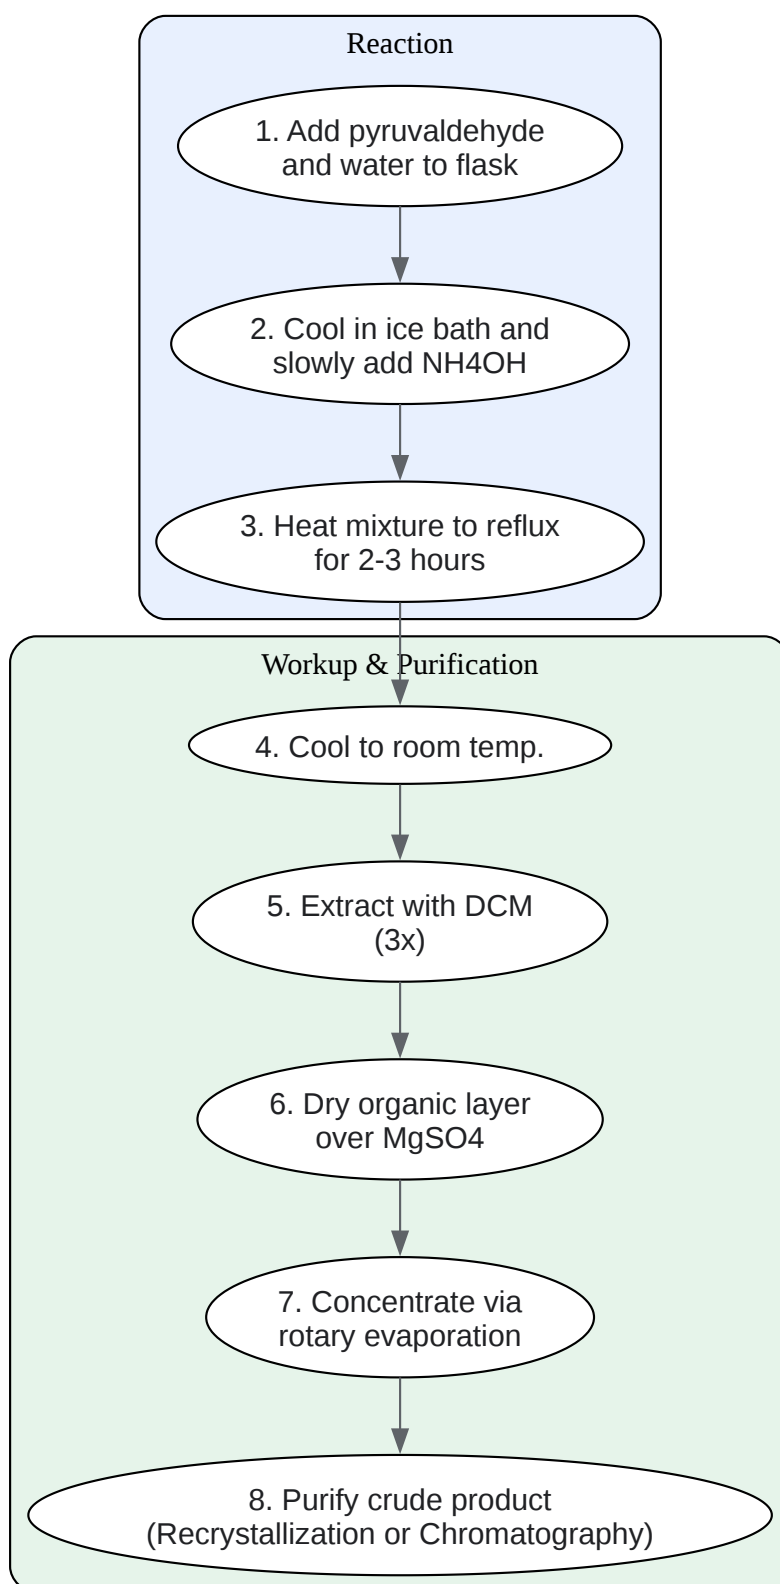 Reaction
1. Add pyruvaldehyde
and water to flask
2. Cool in ice bath and
slowly add NH4OH
3. Heat mixture to reflux
for 2-3 hours
Workup & Purification
4. Cool to room temp.
5. Extract with DCM
(3x)
6. Dry organic layer
over MgSO4
7. Concentrate via
rotary evaporation
8. Purify crude product
(Recrystallization or Chromatography)